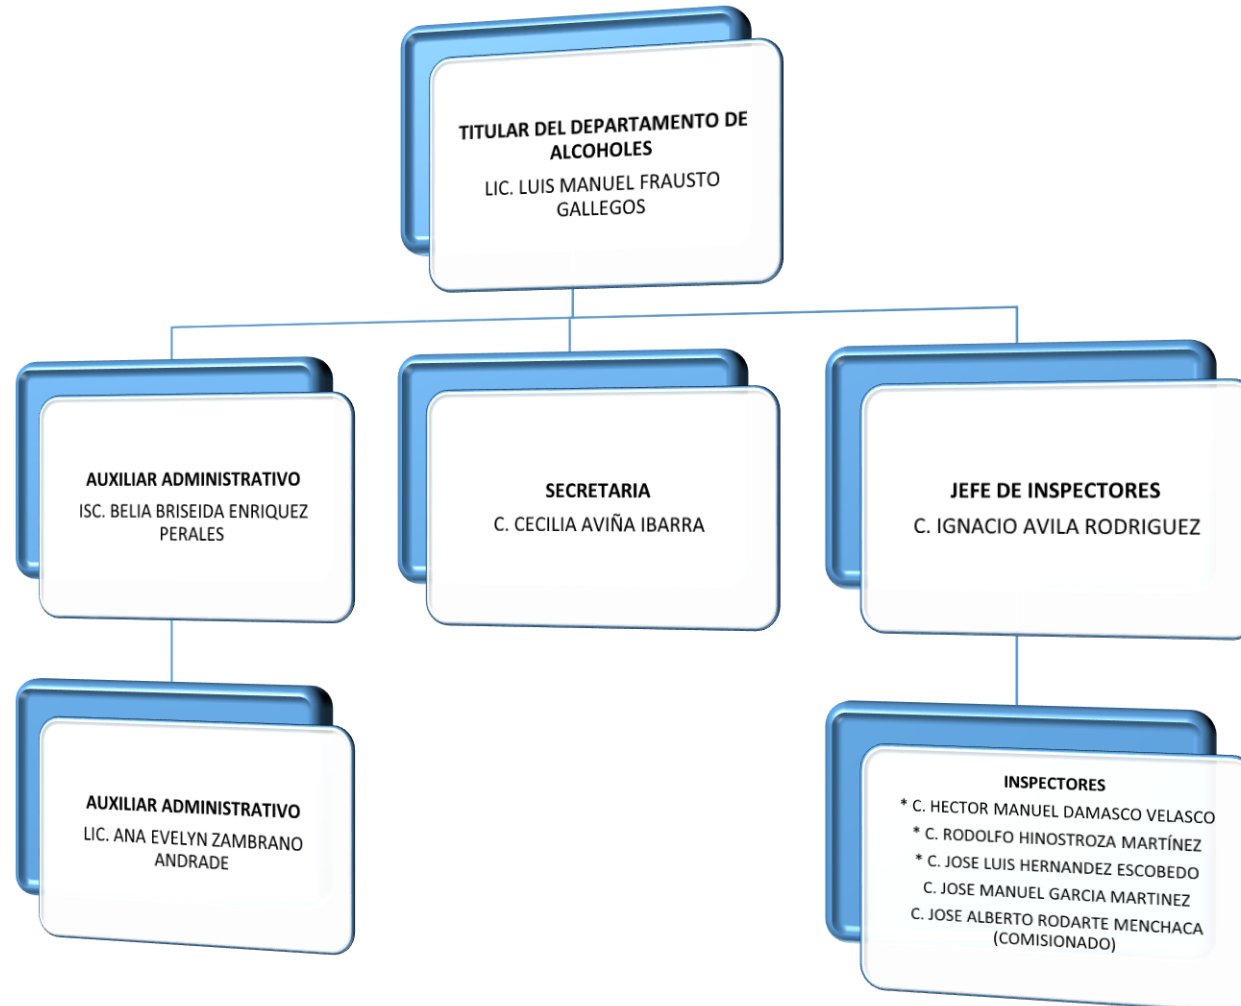 TITULAR DEL DEPARTAMENTO DE
ALCOHOLES
LIC. LUIS MANUEL FRAUSTO
GALLEGOS
AUXILIAR ADMINISTRATIVO
ISC. BELIA BRISEIDA ENRIQUEZ
PERALES
SECRETARIA
C. CECILIA AVIÑA IBARRA
JEFE DE INSPECTORES
C. IGNACIO AVILA RODRIGUEZ
AUXILIAR ADMINISTRATIVO
LIC. ANA EVELYN ZAMBRANO
ANDRADE
INSPECTORES
* C. HECTOR MANUEL DAMASCO VELASCO
* C. RODOLFO HINOSTROZA MARTÍNEZ
* C. JOSE LUIS HERNANDEZ ESCOBEDO
C. JOSE MANUEL GARCIA MARTINEZ
C. JOSE ALBERTO RODARTE MENCHACA
(COMISIONADO)